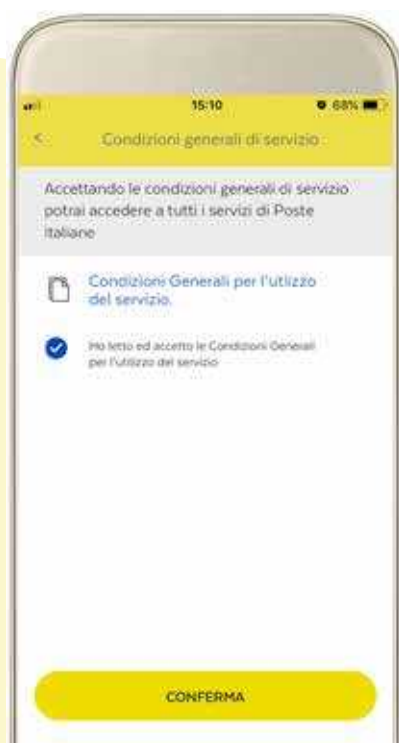 15:10
68%
Condizioni generali di servizio
Accettando le condizioni generali di servizio
potrai accedere a tutti i servizi di Poste
Italiane
Condizioni Generali per l'utlizzo
del servizio.
Ho letto ed accetto le Condizioni Generali
per l'utilizzo del servizio
CONFERMA